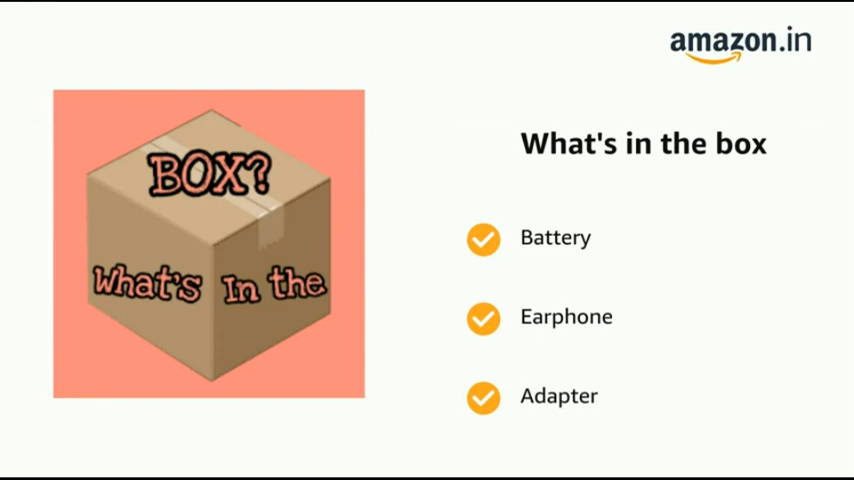 amazon.in
BOX?
What's In the
What's in the box
Battery
Earphone
Adapter